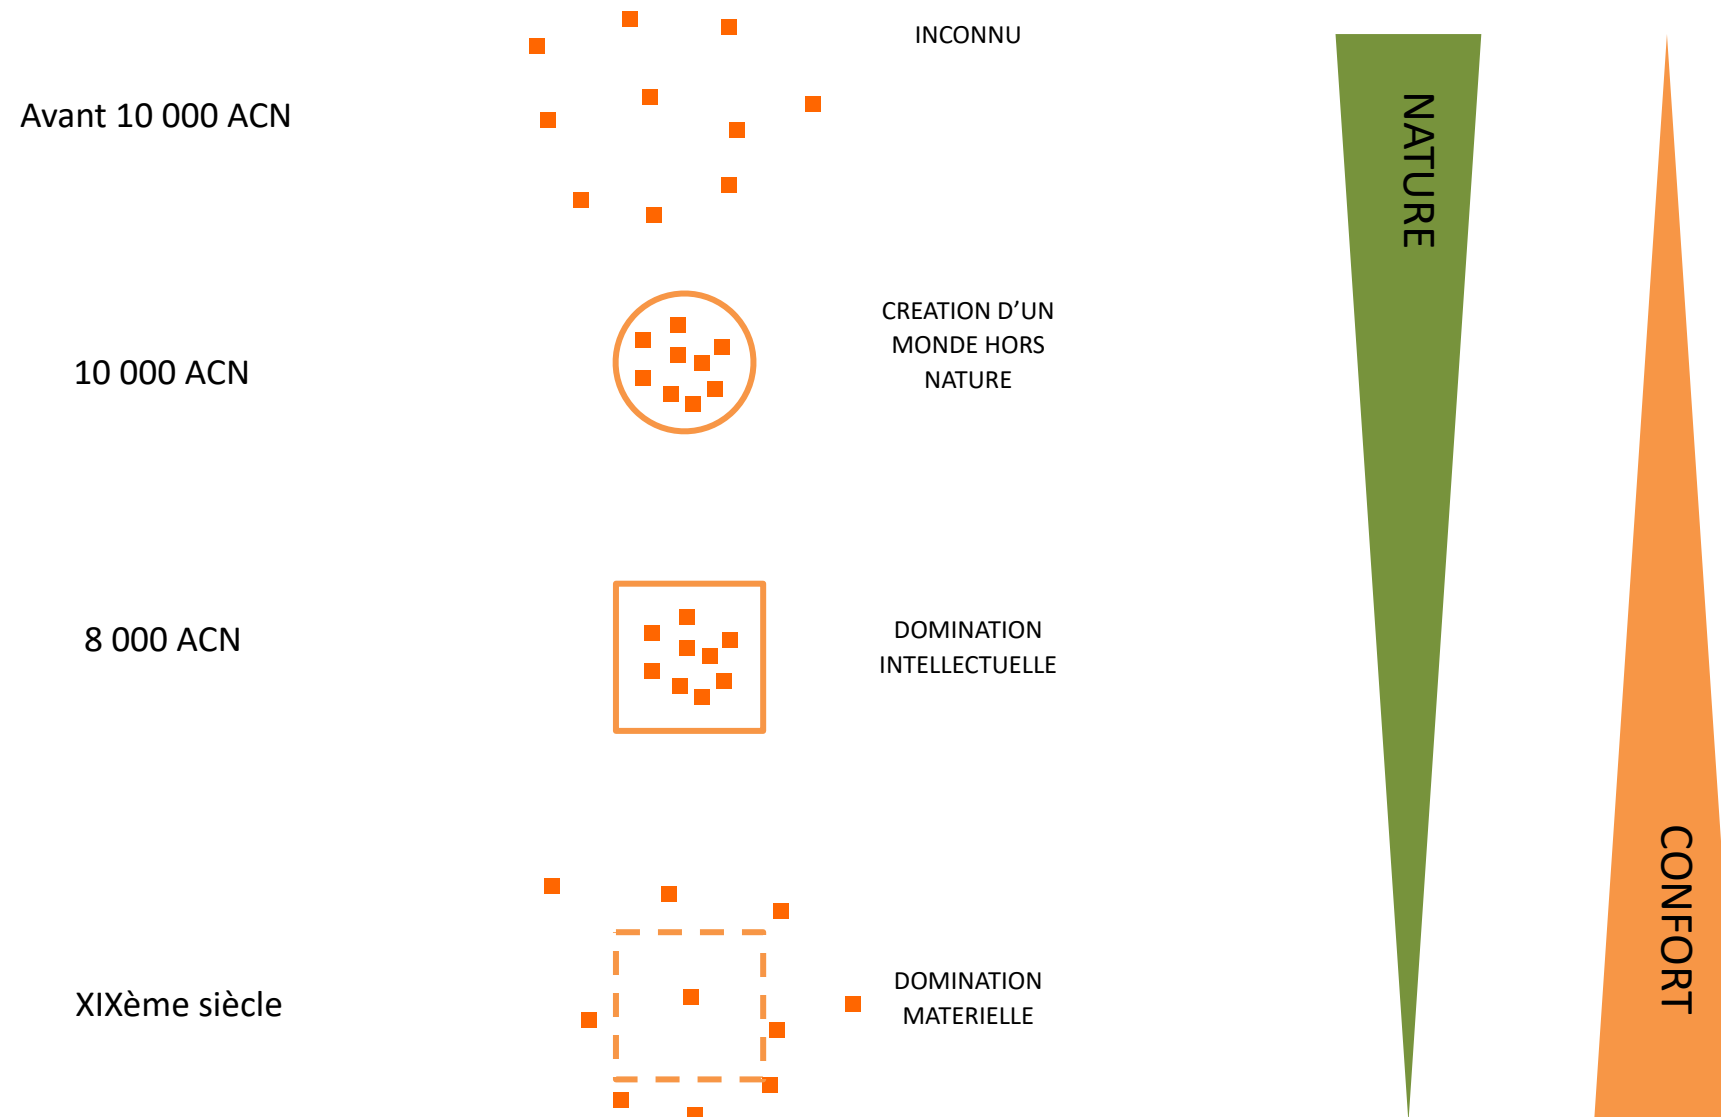 INCONNU
Avant 10 000 ACN
NATURE
CREATION D’UN
MONDE HORS
NATURE
10 000 ACN
DOMINATION
INTELLECTUELLE
8 000 ACN
CONFORT
DOMINATION
MATERIELLE
XIXème siècle